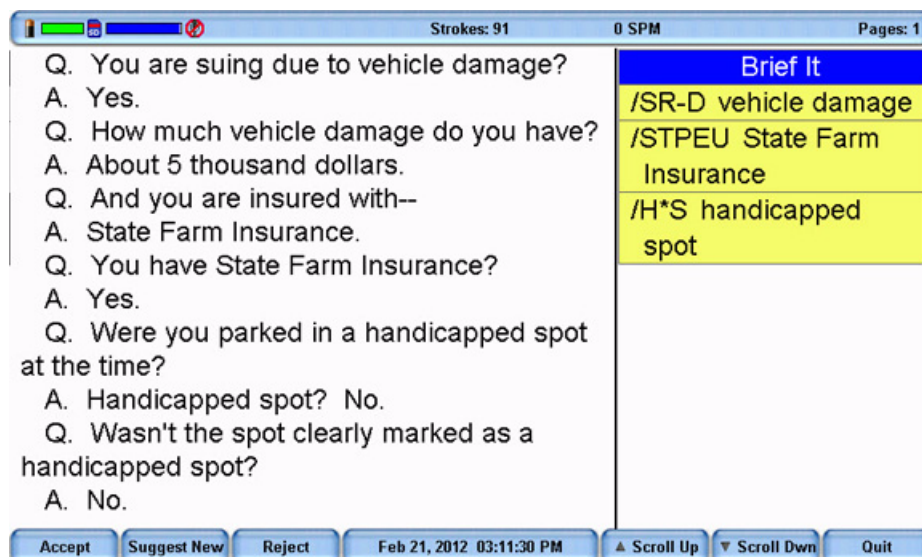 SD Strokes: 91 0 SPM Pages: 1
Q. You are suing due to vehicle damage?
A. Yes.
Q. How much vehicle damage do you have?
A. About 5 thousand dollars.
Q. And you are insured with--
A. State Farm Insurance.
Q. You have State Farm Insurance?
A. Yes.
Q. Were you parked in a handicapped spot
at the time?
A. Handicapped spot? No.
Q. Wasn't the spot clearly marked as a
handicapped spot?
A. No.
Brief It
/SR-D vehicle damage
/STPEU State Farm
Insurance
/H*S handicapped
spot
Accept Suggest New Reject Feb 21, 2012 03:11:30 PM ▲ Scroll Up ▼ Scroll Dwn Quit